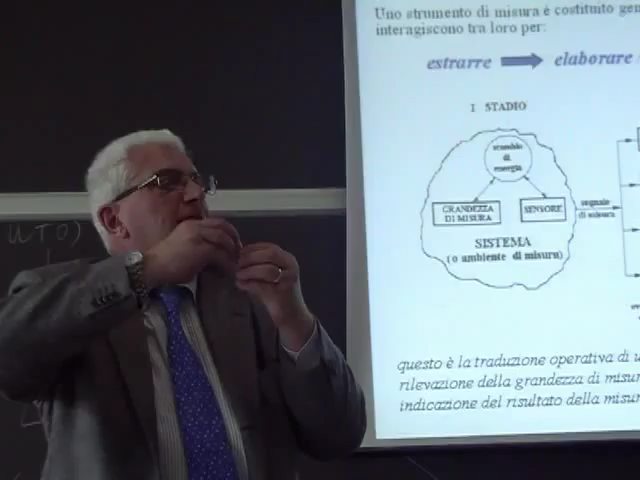 Uno strumento di misura è costituito gen
interagiscono tra loro per:
estrarre elaborare
I STADIO
scambio
di
energia
GRANDEZZA
DI MISURA
SENSORE
segnale
di misura
SISTEMA
(o ambiente di misura)
questo è la traduzione operativa di u
rilevazione della grandezza di misur
indicazione del risultato della misur